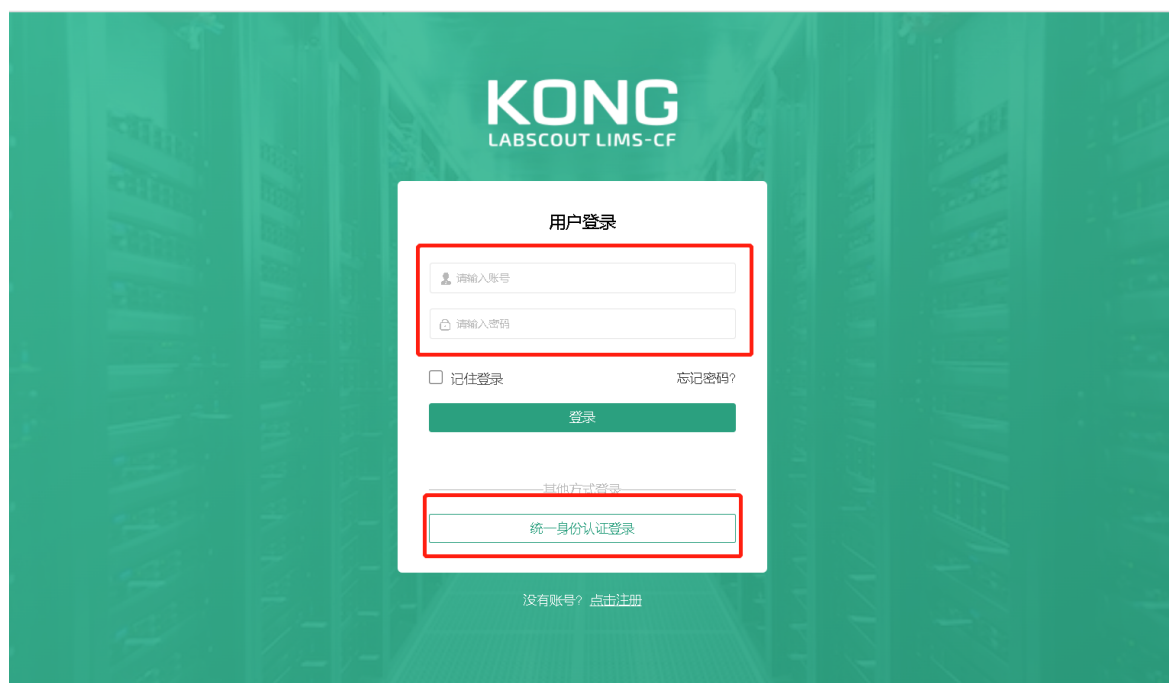 KONG
LABSCOUT LIMS-CF
用户登录
请输入账号
请输入密码
记住登录 忘记密码?
登录
其他方式登录
统一身份认证登录
没有账号? 点击注册